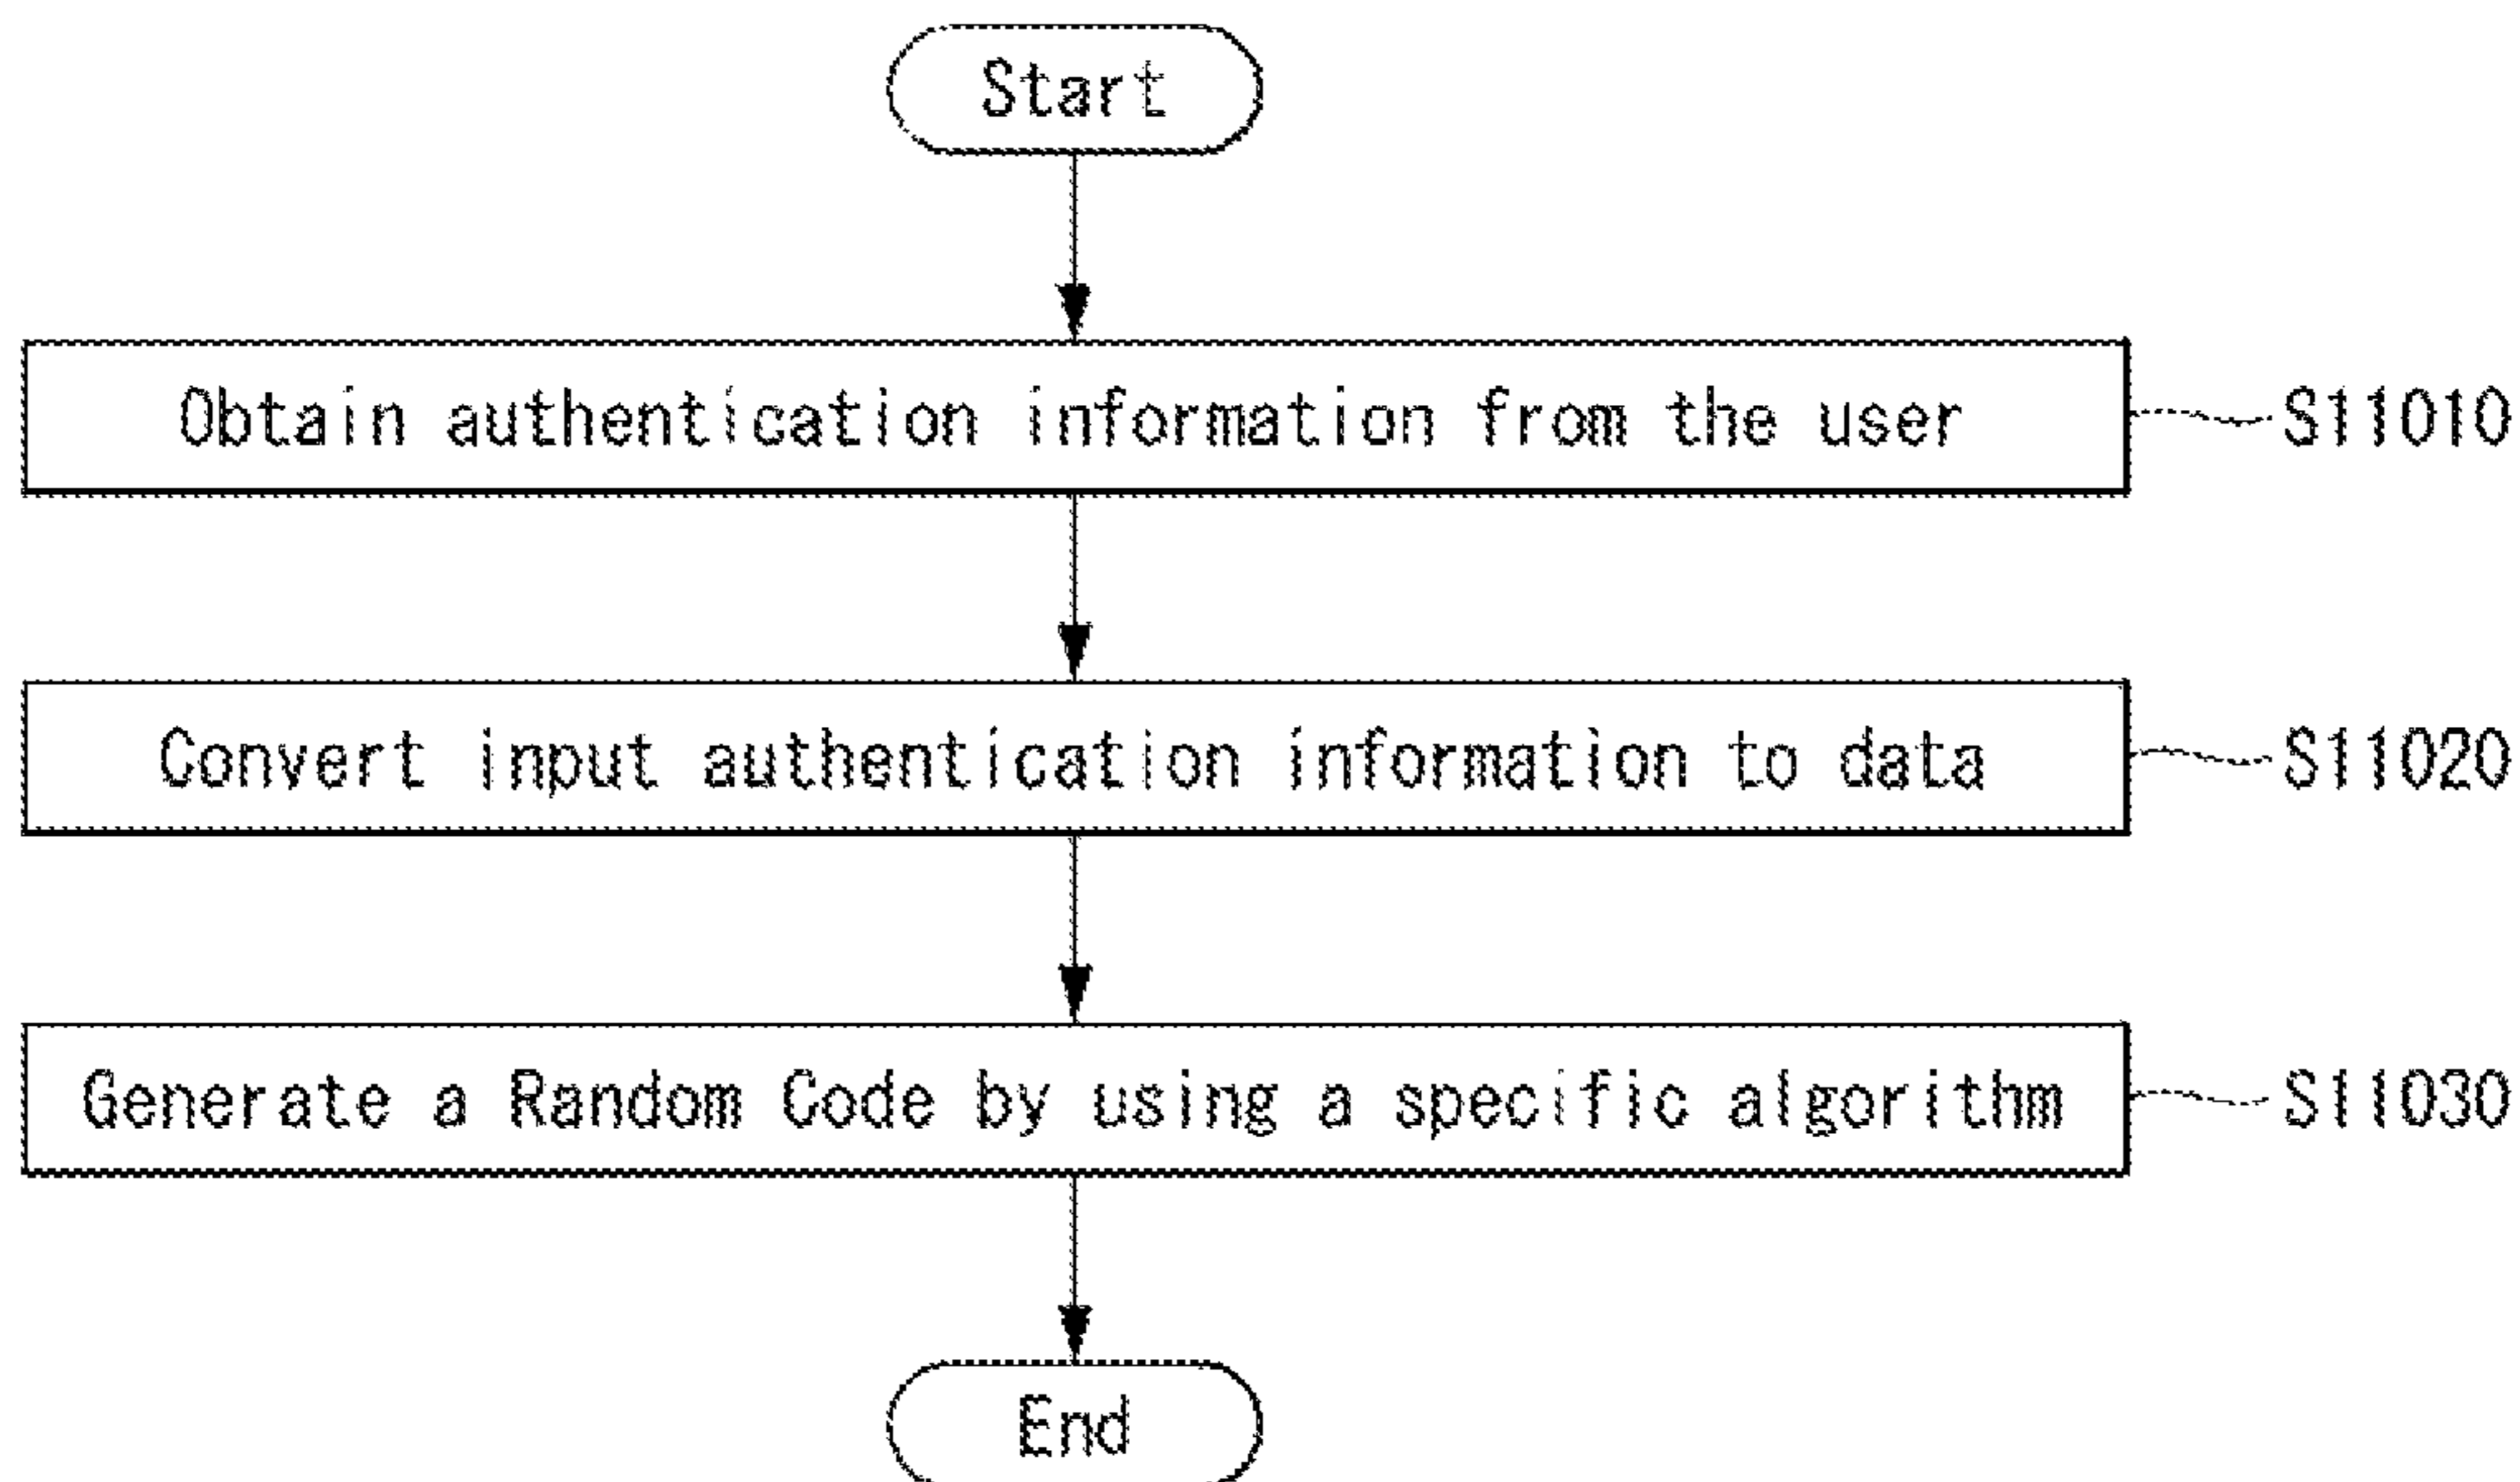 Start
Obtain authentication information from the user
S11010
Convert input authentication information to data
S11020
Generate a Random Code by using a specific algorithm
S11030
End